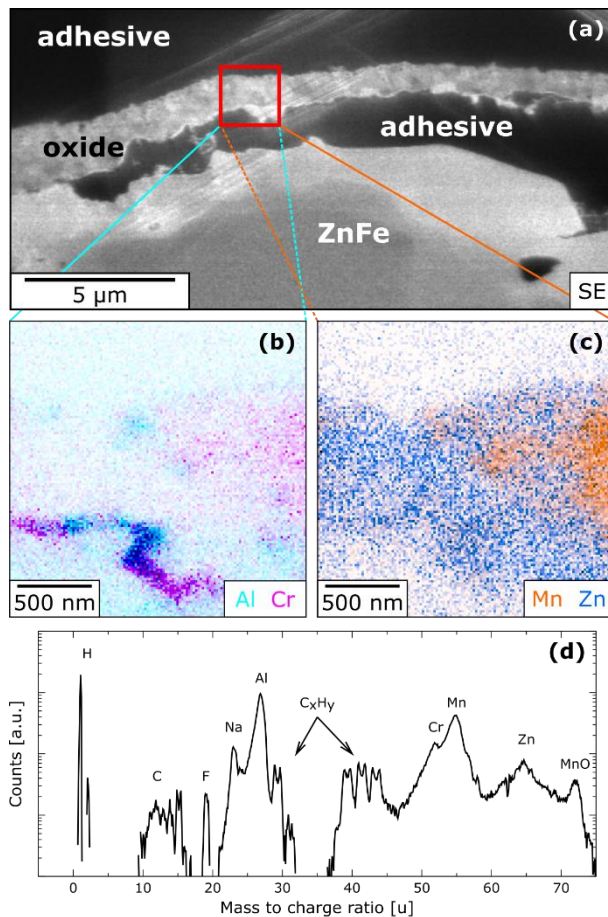 adhesive (a)
oxide adhesive
ZnFe
5 µm SE
(b) (c)
500 nm Al Cr 500 nm Mn Zn
(d)
H
Al
CxHy
Mn
Na
Cr
Zn
C
F
MnO
Counts [a.u.]
0 10 20 30 40 50 60 70
Mass to charge ratio [u]